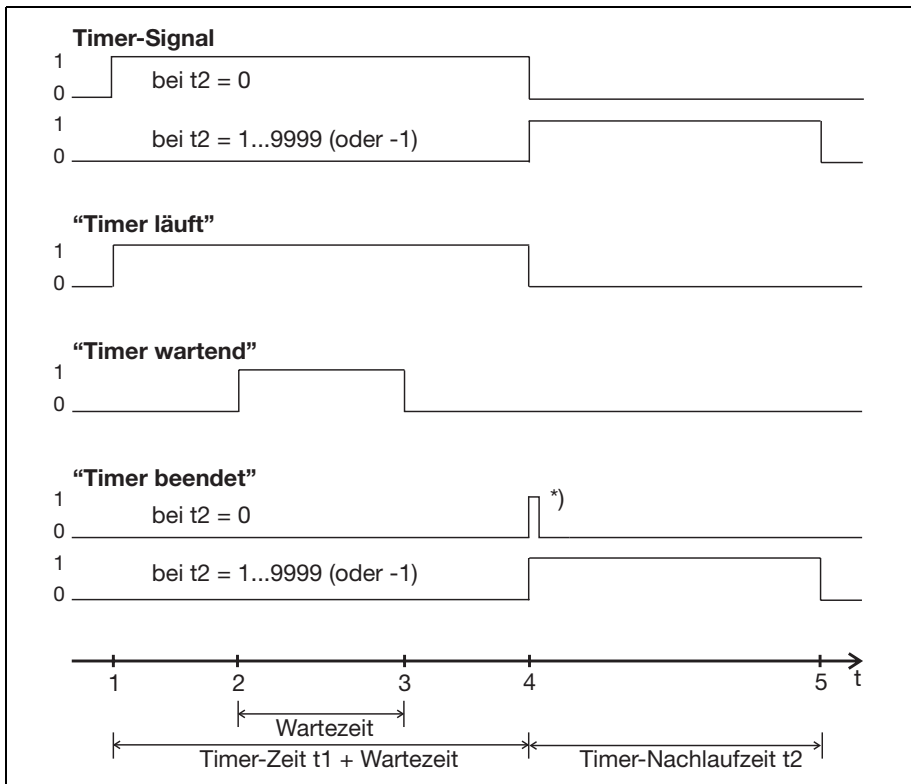 Timer-Signal
1
bei t2 = 0
0
1
bei t2 = 1...9999 (oder -1)
0
“Timer läuft”
1
0
“Timer wartend”
1
0
“Timer beendet”
1
*)
bei t2 = 0
0
1
bei t2 = 1...9999 (oder -1)
0
1 2 3 4 5 t
Wartezeit
Timer-Zeit t1 + Wartezeit Timer-Nachlaufzeit t2